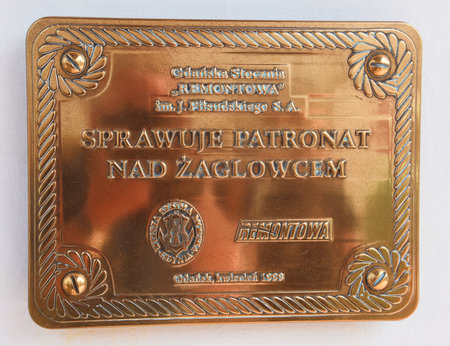 Gdańska Stocznia
„REMONTOWA"
im. J. Piłsudskiego S. A.
SPRAWUJE PATRONAT
NAD ŻAGLOWCEM
REMONTOWA
Gdańsk, kwiecień 1999